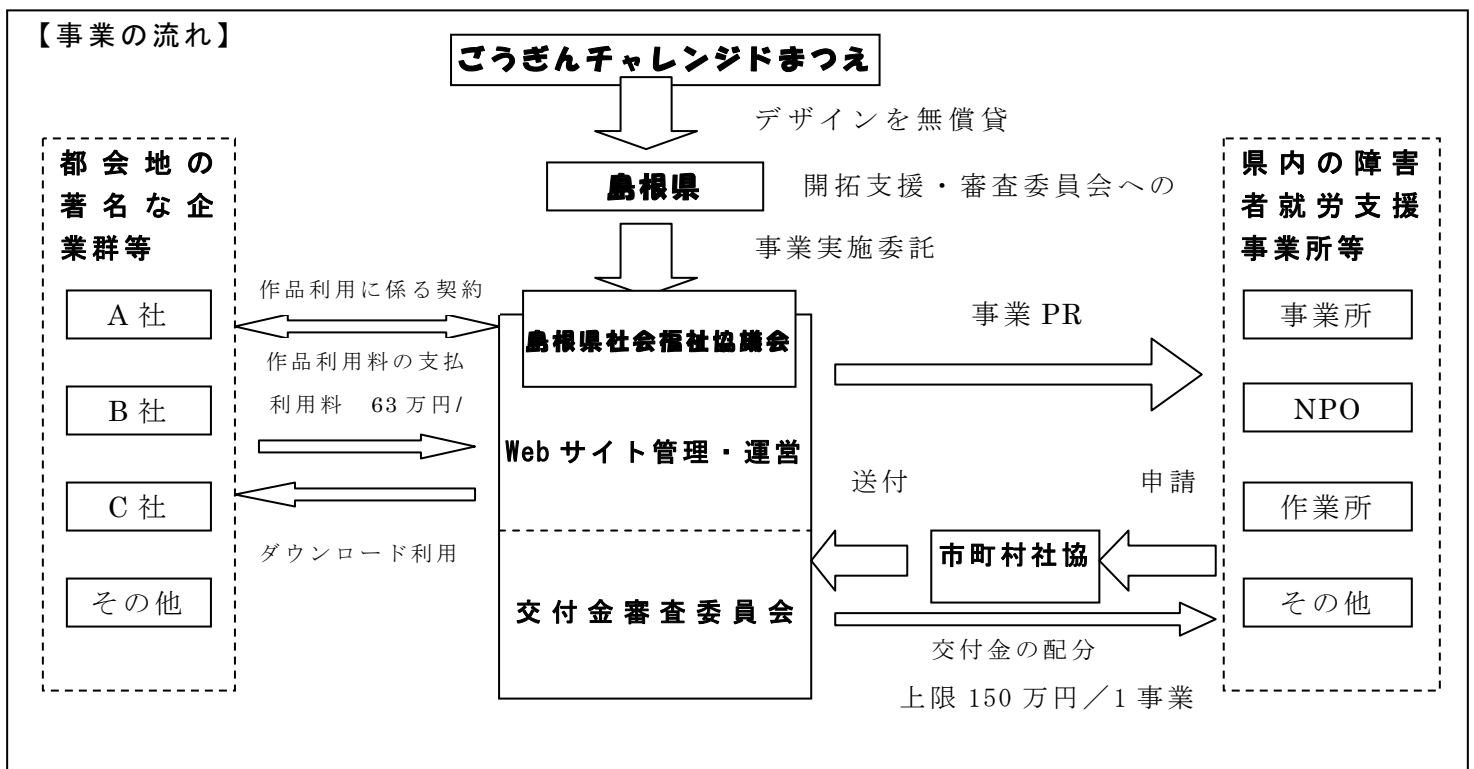 【事業の流れ】
ごうぎんチャレンジドまつえ
デザインを無償貸
島根県
開拓支援・審査委員会への
事業実施委託
都会地の
著名な企
業群等
A社
B社
C社
その他
作品利用に係る契約
作品利用料の支払
利用料 63万円/
ダウンロード利用
島根県社会福祉協議会
Webサイト管理・運営
交付金審査委員会
事業PR
送付
申請
市町村社協
交付金の配分
上限150万円／1事業
県内の障害
者就労支援
事業所等
事業所
NPO
作業所
その他